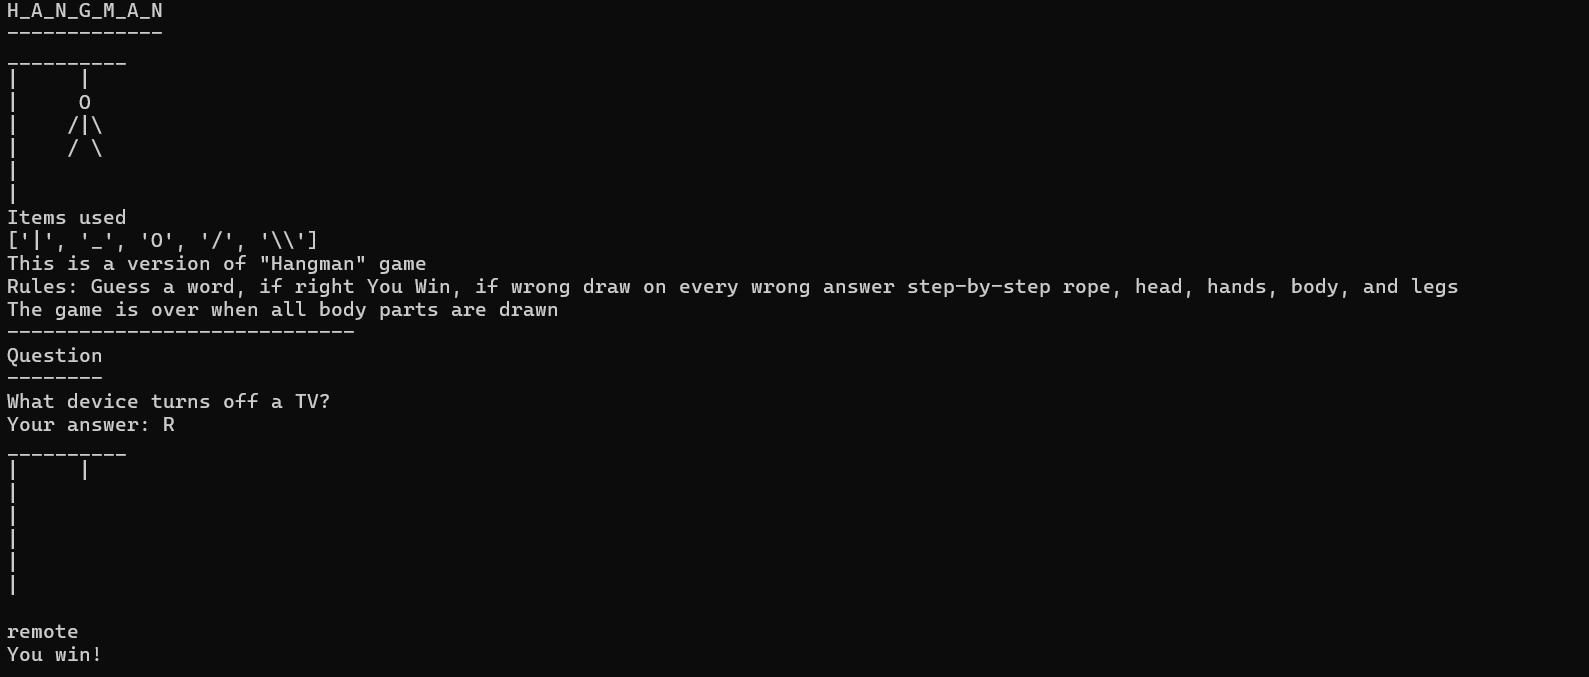 H_A_N_G_M_A_N
-------------
__________
|     |
|     O
|    /|\
|    / \
|
|
Items used
['|', '_', 'O', '/', '\\']
This is a version of "Hangman" game
Rules: Guess a word, if right You Win, if wrong draw on every wrong answer step-by-step rope, head, hands, body, and legs
The game is over when all body parts are drawn
-----------------------------
Question
--------
What device turns off a TV?
Your answer: R
__________
|     |
|
|
|
|
|
remote
You win!